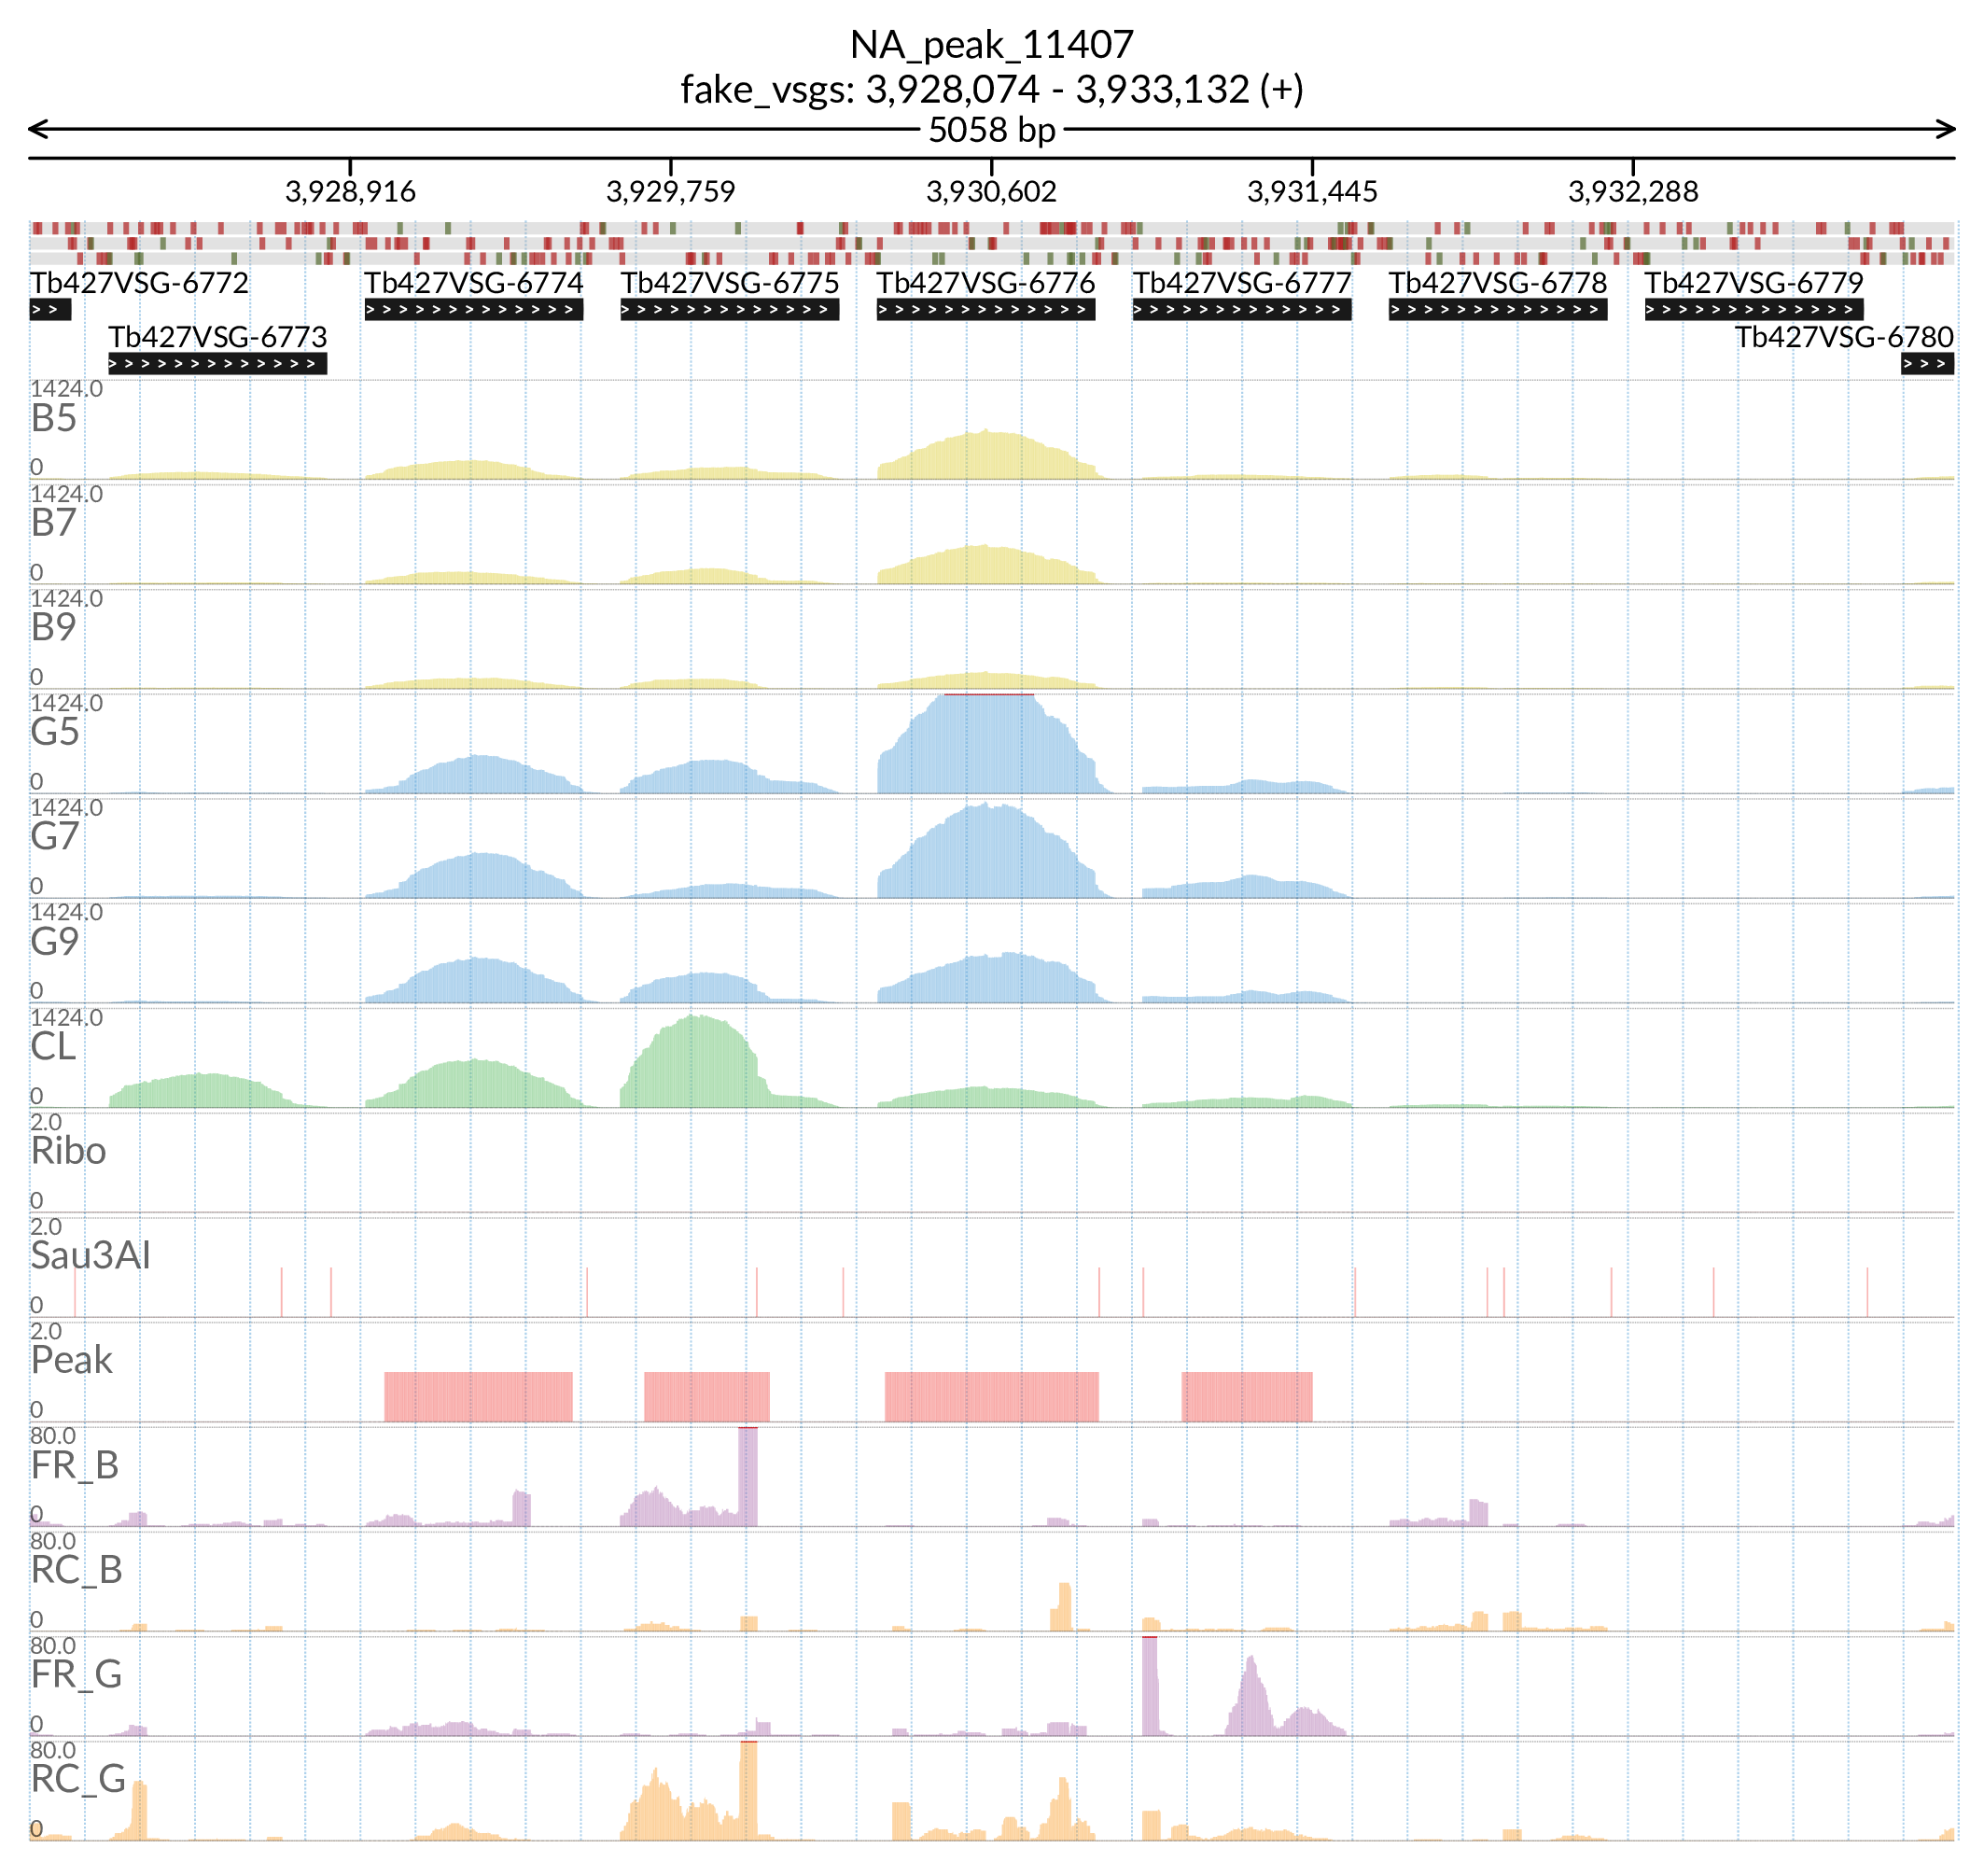 NA_peak_11407
fake_vsgs: 3,928,074 - 3,933,132 (+)
5058 bp
3,928,916 3,929,759 3,930,602 3,931,445 3,932,288
Tb427VSG-6772 Tb427VSG-6774 Tb427VSG-6775 Tb427VSG-6776 Tb427VSG-6777 Tb427VSG-6778 Tb427VSG-6779
Tb427VSG-6773 Tb427VSG-6780
1424.0
B5
0
1424.0
B7
0
1424.0
B9
0
1424.0
G5
0
1424.0
G7
0
1424.0
G9
0
1424.0
CL
0
2.0
Ribo
0
2.0
Sau3AI
0
2.0
Peak
0
80.0
FR_B
0
80.0
RC_B
0
80.0
FR_G
0
80.0
RC_G
0